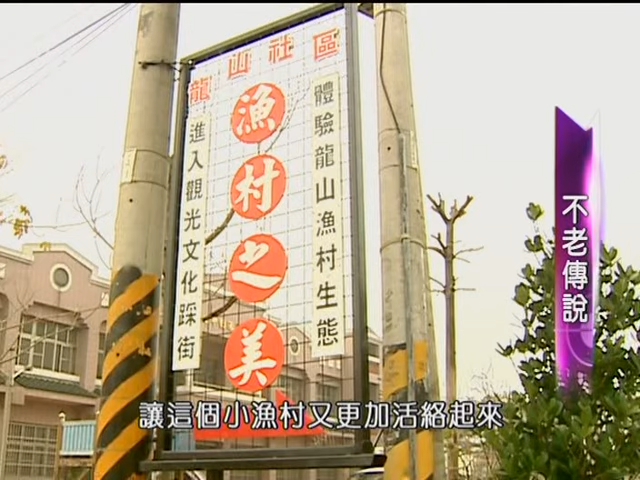 龍山社區
體驗龍山漁村生態
漁村之美
進入觀光文化踩街
不老傳說
讓這個小漁村又更加活絡起來